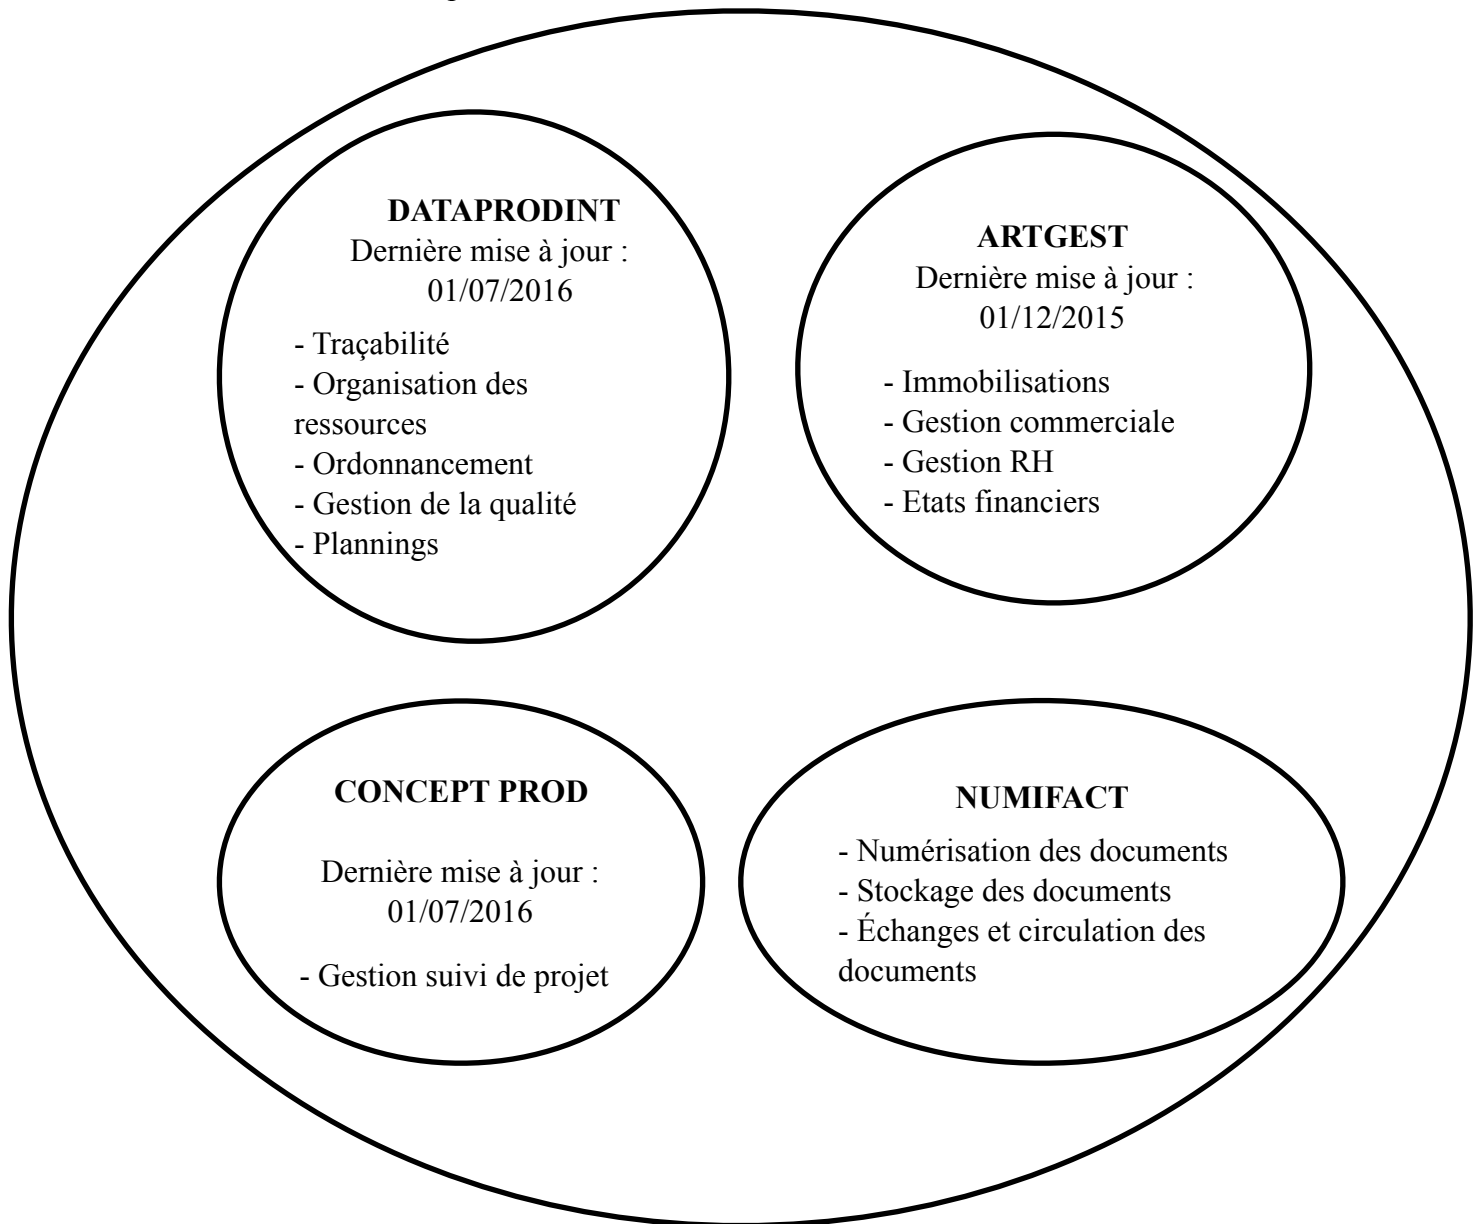 DATAPRODINT
Dernière mise à jour :
01/07/2016
- Traçabilité
- Organisation des
ressources
- Ordonnancement
- Gestion de la qualité
- Plannings
ARTGEST
Dernière mise à jour :
01/12/2015
- Immobilisations
- Gestion commerciale
- Gestion RH
- Etats financiers
CONCEPT PROD
Dernière mise à jour :
01/07/2016
- Gestion suivi de projet
NUMIFACT
- Numérisation des documents
- Stockage des documents
- Échanges et circulation des
documents